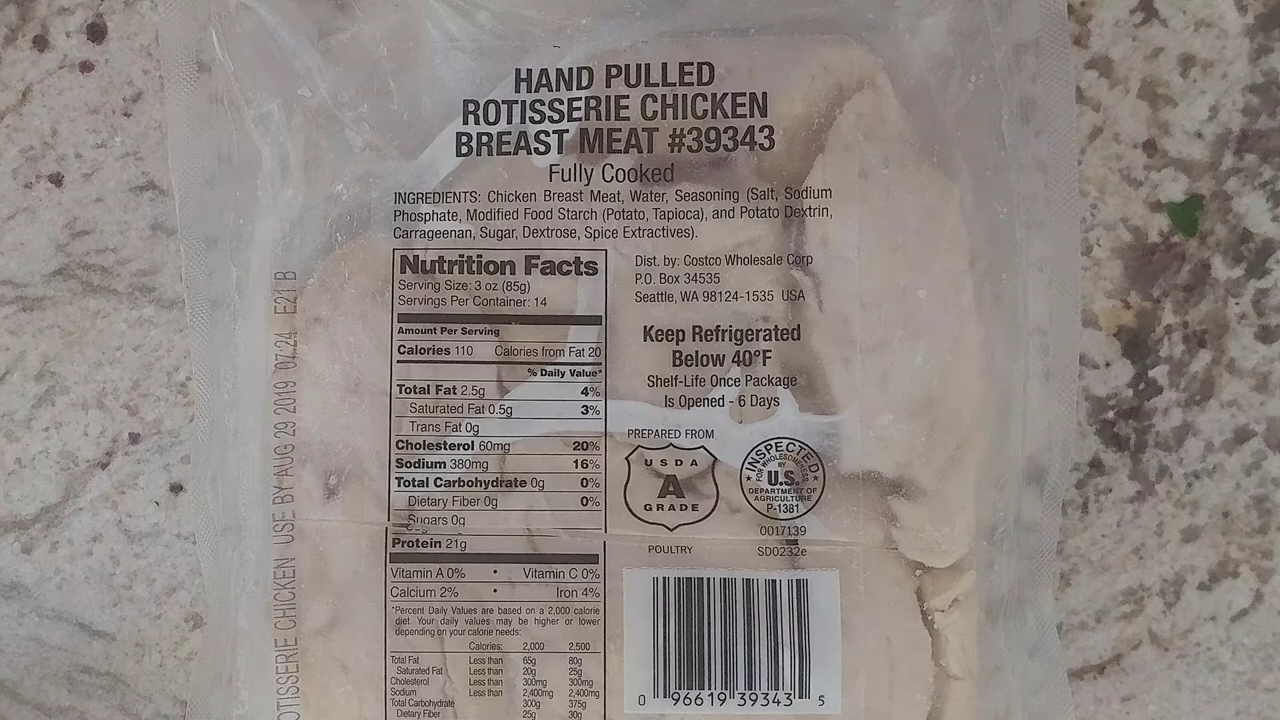 HAND PULLED
ROTISSERIE CHICKEN
BREAST MEAT #39343
Fully Cooked
INGREDIENTS: Chicken Breast Meat, Water, Seasoning (Salt, Sodium
Phosphate, Modified Food Starch (Potato, Tapioca), and Potato Dextrin,
Carrageenan, Sugar, Dextrose, Spice Extractives).
Nutrition Facts
Serving Size: 3 oz (85g)
Servings Per Container: 14
Amount Per Serving
Calories 110 Calories from Fat 20
% Daily Value*
Total Fat 2.5g 4%
Saturated Fat 0.5g 3%
Trans Fat 0g
Cholesterol 60mg 20%
Sodium 380mg 16%
Total Carbohydrate 0g 0%
Dietary Fiber 0g 0%
Sugars 0g
Protein 21g
Vitamin A 0% • Vitamin C 0%
Calcium 2% • Iron 4%
*Percent Daily Values are based on a 2,000 calorie
diet. Your daily values may be higher or lower
depending on your calorie needs:
Calories: 2,000 2,500
Total Fat Less than 65g 80g
Saturated Fat Less than 20g 25g
Cholesterol Less than 300mg 300mg
Sodium Less than 2,400mg 2,400mg
Total Carbohydrate 300g 375g
Dietary Fiber 25g 30g
Dist. by: Costco Wholesale Corp
P.O. Box 34535
Seattle, WA 98124-1535 USA
Keep Refrigerated
Below 40°F
Shelf-Life Once Package
Is Opened - 6 Days
PREPARED FROM
USDA
A
GRADE
POULTRY
INSPECTED
FOR WHOLESOMENESS
BY
U.S.
DEPARTMENT OF
AGRICULTURE
P-1381
0017139
SD0232e
0 96619 39343 5
OTISSERIE CHICKEN USE BY AUG 29 2019 07:24 E21 B